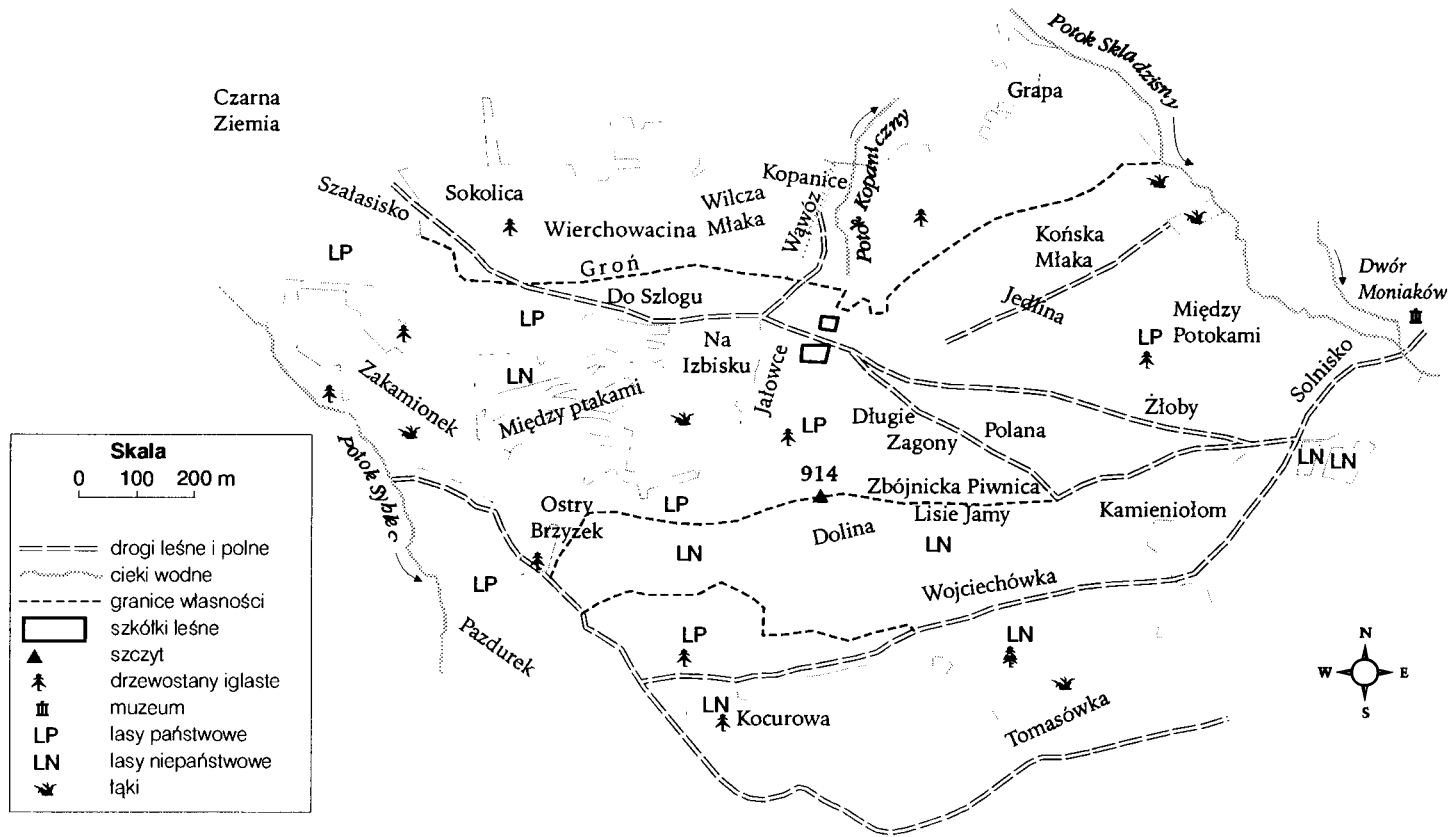 Czarna
Ziemia
Potok Skladzisny
Grapa
Szałasisko
Sokolica
Wierchowacina
Wilcza
Młaka
Kopanice
Wąwóz
Potok Kopaniczny
Groń
Do Szlogu
Końska
Młaka
Jedlina
Dwór
Moniaków
LP
LP
LN
Na
Izbisku
Jałowce
Między
Potokami
LP
Solnisko
Zakamionek
Między ptakami
LP
Długie
Zagony
Polana
Żłoby
LN LN
Potok Sybkec
Ostry
Brzyzek
LP
914
Zbójnicka Piwnica
Lisie Jamy
Dolina
LN
LN
Kamieniołom
LP
Pazdurek
Wojciechówka
LP
LN
LN
Kocurowa
Tomasówka
Skala
0 100 200 m
drogi leśne i polne
cieki wodne
granice własności
szkółki leśne
szczyt
drzewostany iglaste
muzeum
LP lasy państwowe
LN lasy niepaństwowe
łąki
N
W E
S